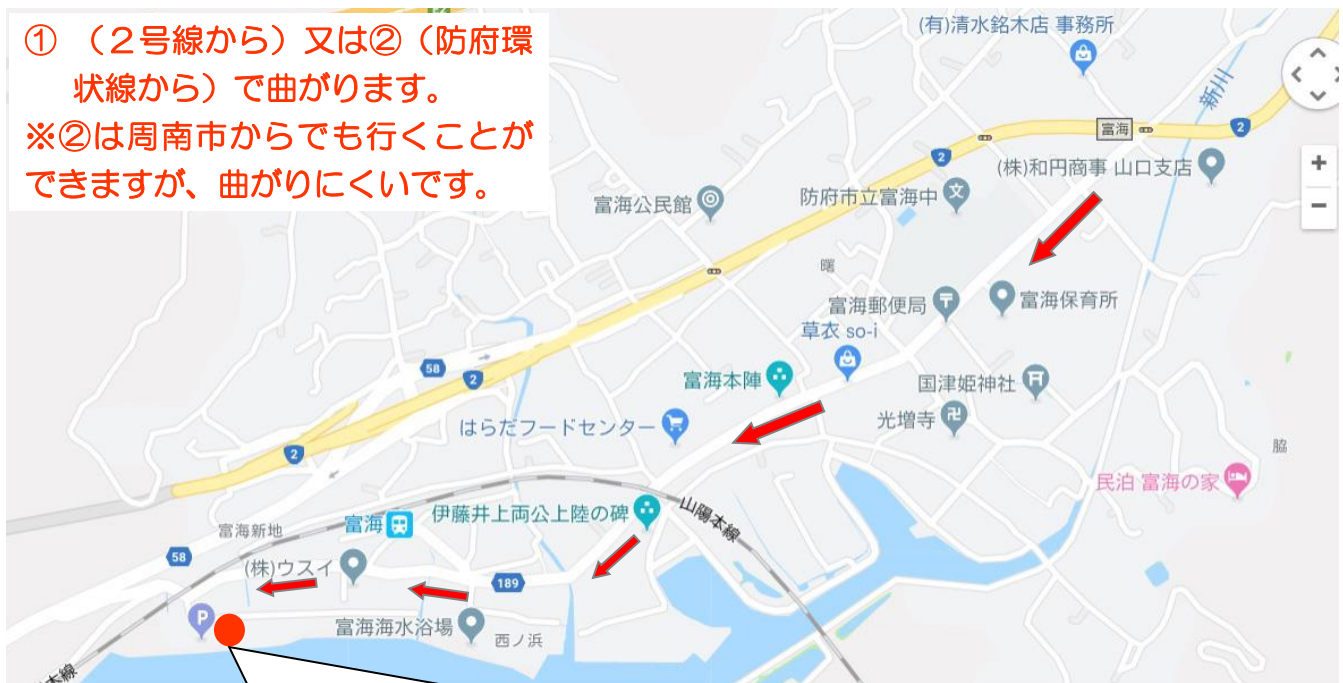 ① （２号線から）又は②（防府環
状線から）で曲がります。
※②は周南市からでも行くことが
できますが、曲がりにくいです。
(有)清水銘木店 事務所
新川
富海
2
2
(株)和円商事 山口支店
防府市立富海中
文
富海公民館
曙
富海郵便局
富海保育所
草衣 so-i
58
2
富海本陣
国津姫神社
光増寺
はらだフードセンター
2
脇
民泊 富海の家
伊藤井上両公上陸の碑
山陽本線
富海
富海新地
58
(株)ウスイ
189
P
富海海水浴場
西ノ浜
本線